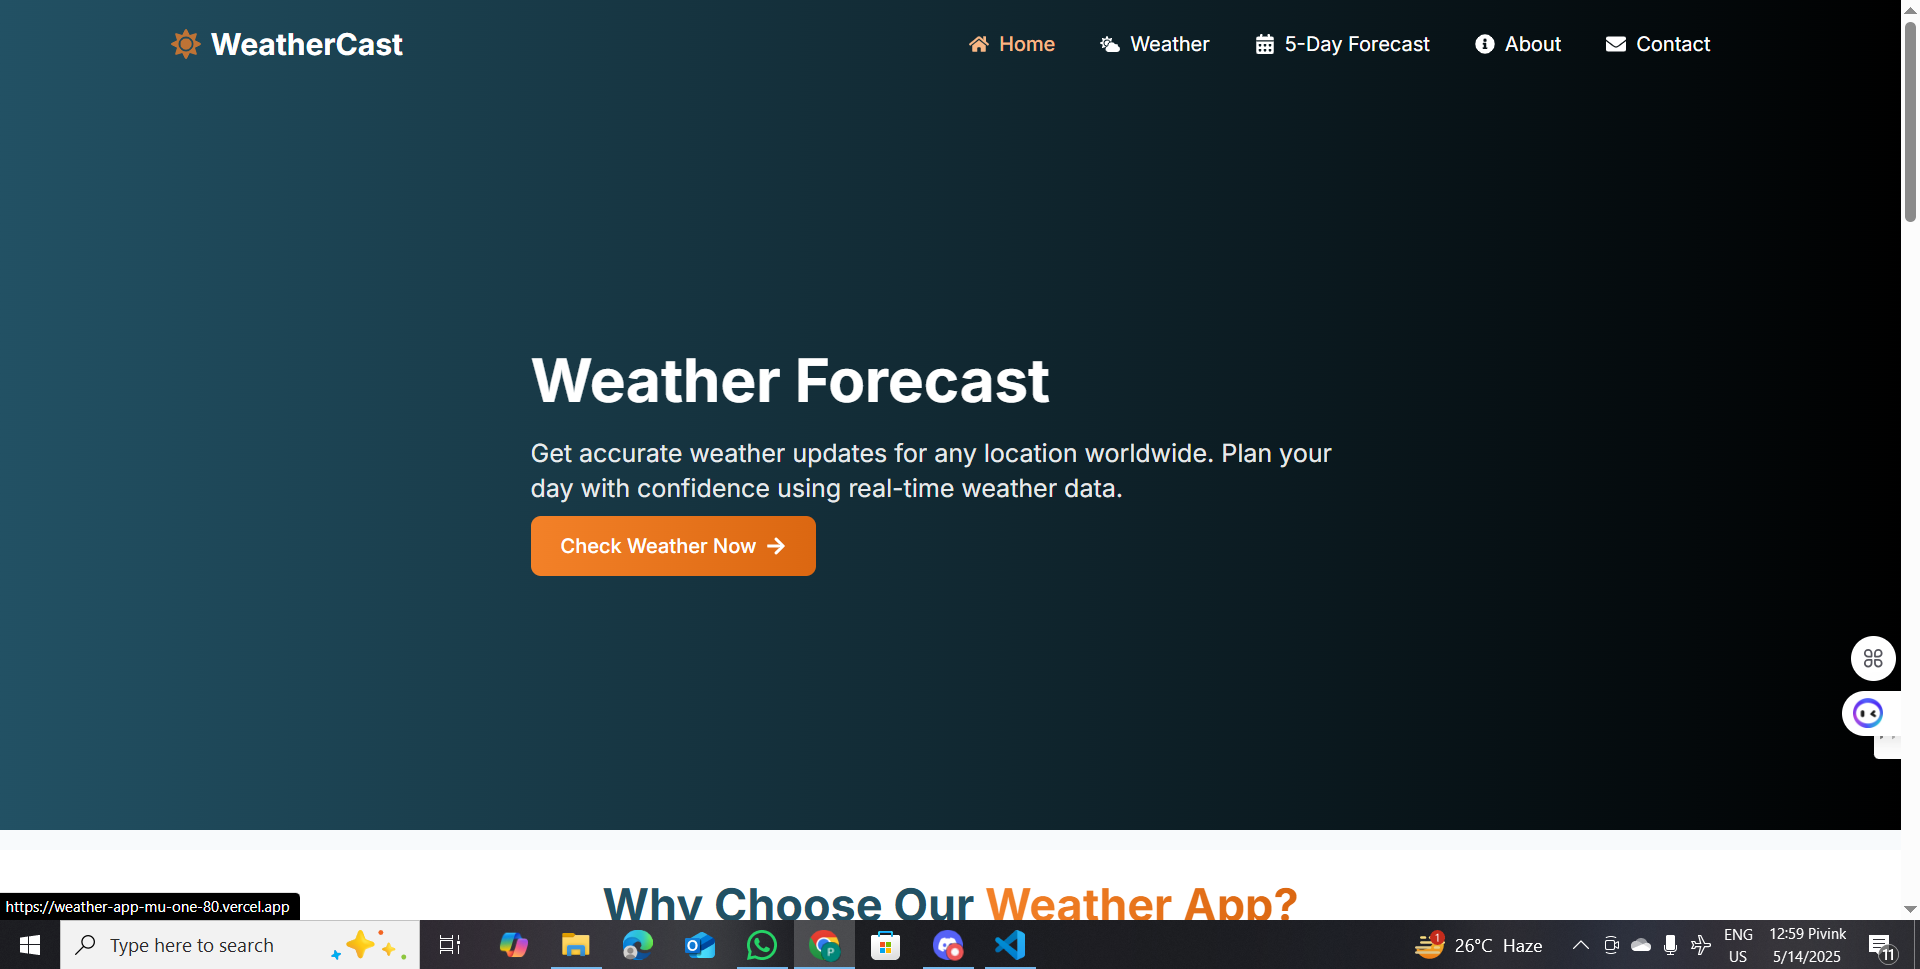 WeatherCast
Home
Weather
5-Day Forecast
About
Contact
Weather Forecast
Get accurate weather updates for any location worldwide. Plan your
day with confidence using real-time weather data.
Check Weather Now
Why Choose Our Weather App?
https://weather-app-mu-one-80.vercel.app
Type here to search
1
26°C Haze
ENG
US
12:59 Pivink
5/14/2025
11